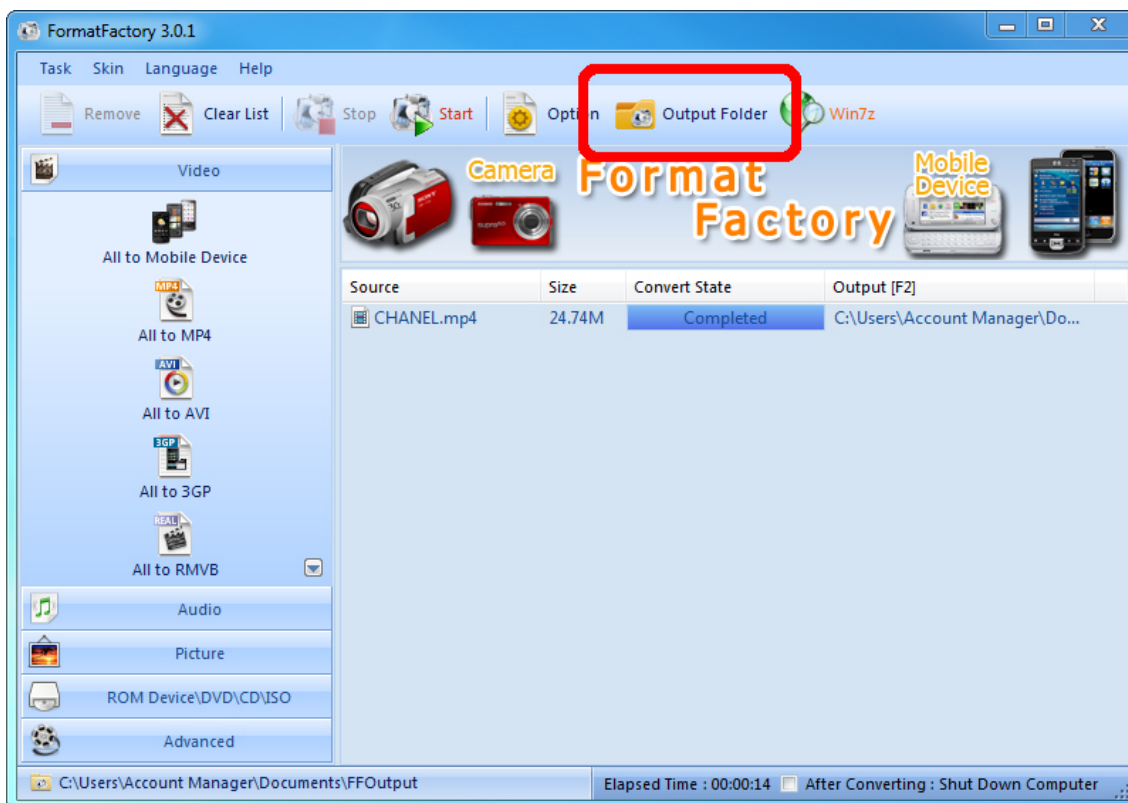 FormatFactory 3.0.1
Task Skin Language Help
Remove Clear List Stop Start Option Output Folder Win7z
Video
All to Mobile Device
MP4
All to MP4
AVI
All to AVI
3GP
All to 3GP
REAL
All to RMVB
Audio
Picture
ROM Device\DVD\CD\ISO
Advanced
Camera
Format
Factory
Mobile
Device
Source Size Convert State Output [F2]
CHANEL.mp4 24.74M Completed C:\Users\Account Manager\Do...
C:\Users\Account Manager\Documents\FFOutput
Elapsed Time : 00:00:14 After Converting : Shut Down Computer